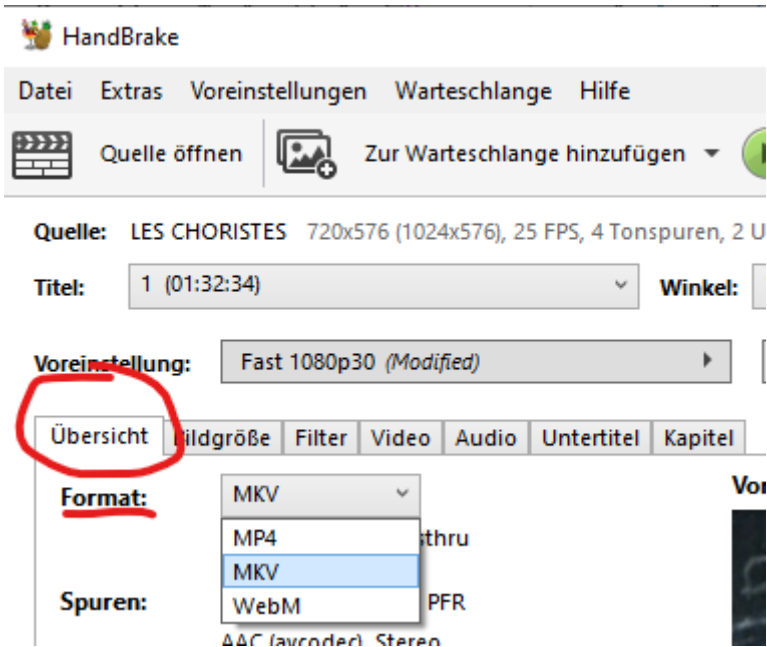 HandBrake
Datei Extras Voreinstellungen Warteschlange Hilfe
Quelle öffnen Zur Warteschlange hinzufügen
Quelle: LES CHORISTES 720x576 (1024x576), 25 FPS, 4 Tonspuren, 2 U
Titel: 1 (01:32:34) Winkel:
Voreinstellung: Fast 1080p30 (Modified)
Übersicht Bildgröße Filter Video Audio Untertitel Kapitel
Format: MKV Vor
MP4 sthru
MKV
Spuren: WebM PFR
AAC (avcodec), Stereo